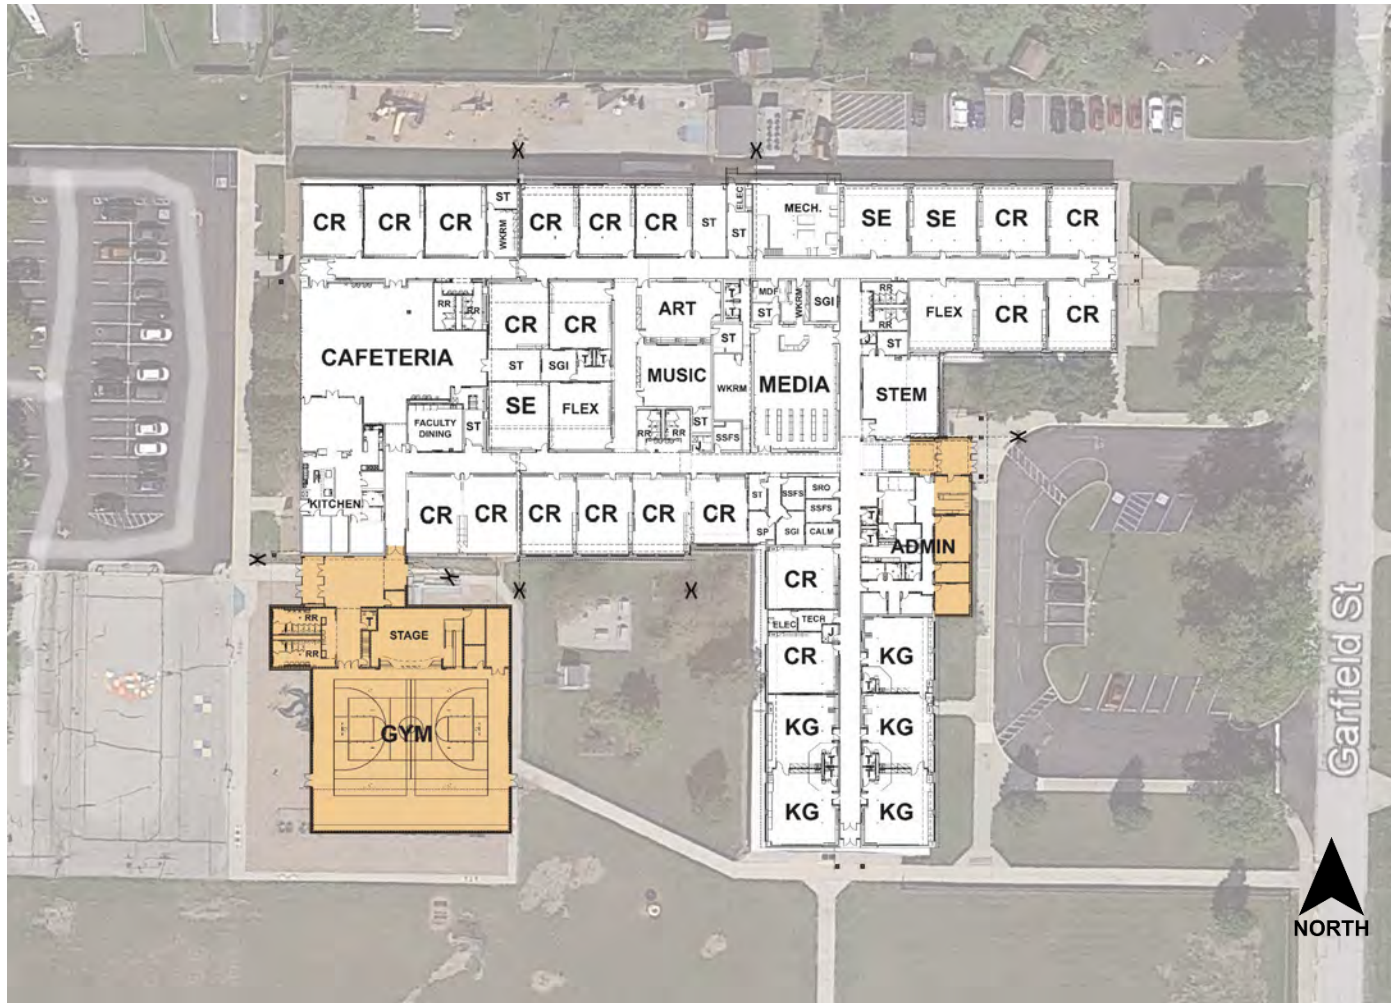 CR
CR
CR
ST
WKRM
CR
CR
CR
ST
ELEC
ST
MECH.
SE
SE
CR
CR
RR
RR
CR
CR
ART
T
T
ST
MDF
ST
WKRM
SGI
RR
RR
J
ST
FLEX
CR
CR
CAFETERIA
ST
SGI
T
T
MUSIC
WKRM
MEDIA
STEM
FACULTY
DINING
ST
SE
FLEX
RR
RR
ST
J
SSFS
KITCHEN
CR
CR
CR
CR
CR
CR
ST
SSFS
SRO
SSFS
SP
SGI
CALM
T
T
ADMIN
CR
ELEC
TECR
J
CR
KG
T
RR
RR
T
STAGE
GYM
KG
KG
T
T
KG
KG
Garfield St
NORTH